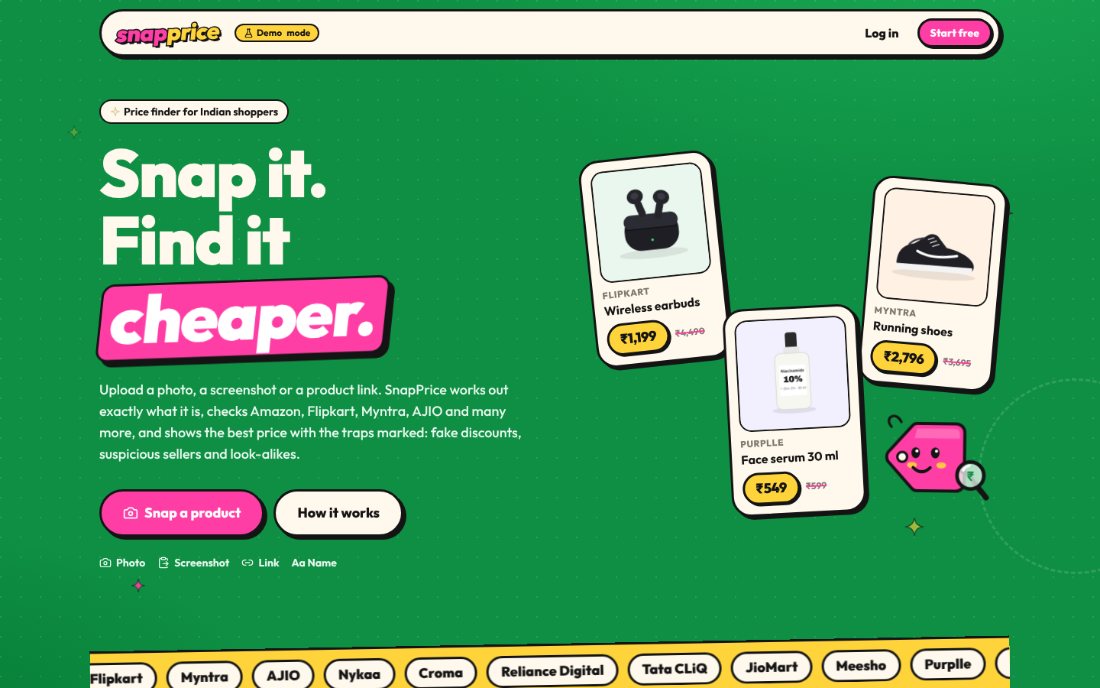 snapprice
Demo mode
Log in
Start free
Price finder for Indian shoppers
Snap it.
Find it
cheaper.
Upload a photo, a screenshot or a product link. SnapPrice works out
exactly what it is, checks Amazon, Flipkart, Myntra, AJIO and many
more, and shows the best price with the traps marked: fake discounts,
suspicious sellers and look-alikes.
Snap a product
How it works
Photo
Screenshot
Link
Aa Name
FLIPKART
Wireless earbuds
₹1,199 ₹4,490
Niacinamide
10%
PURPLLE
Face serum 30 ml
₹549 ₹599
MYNTRA
Running shoes
₹2,796 ₹3,695
₹
Flipkart
Myntra
AJIO
Nykaa
Croma
Reliance Digital
Tata CLiQ
JioMart
Meesho
Purplle